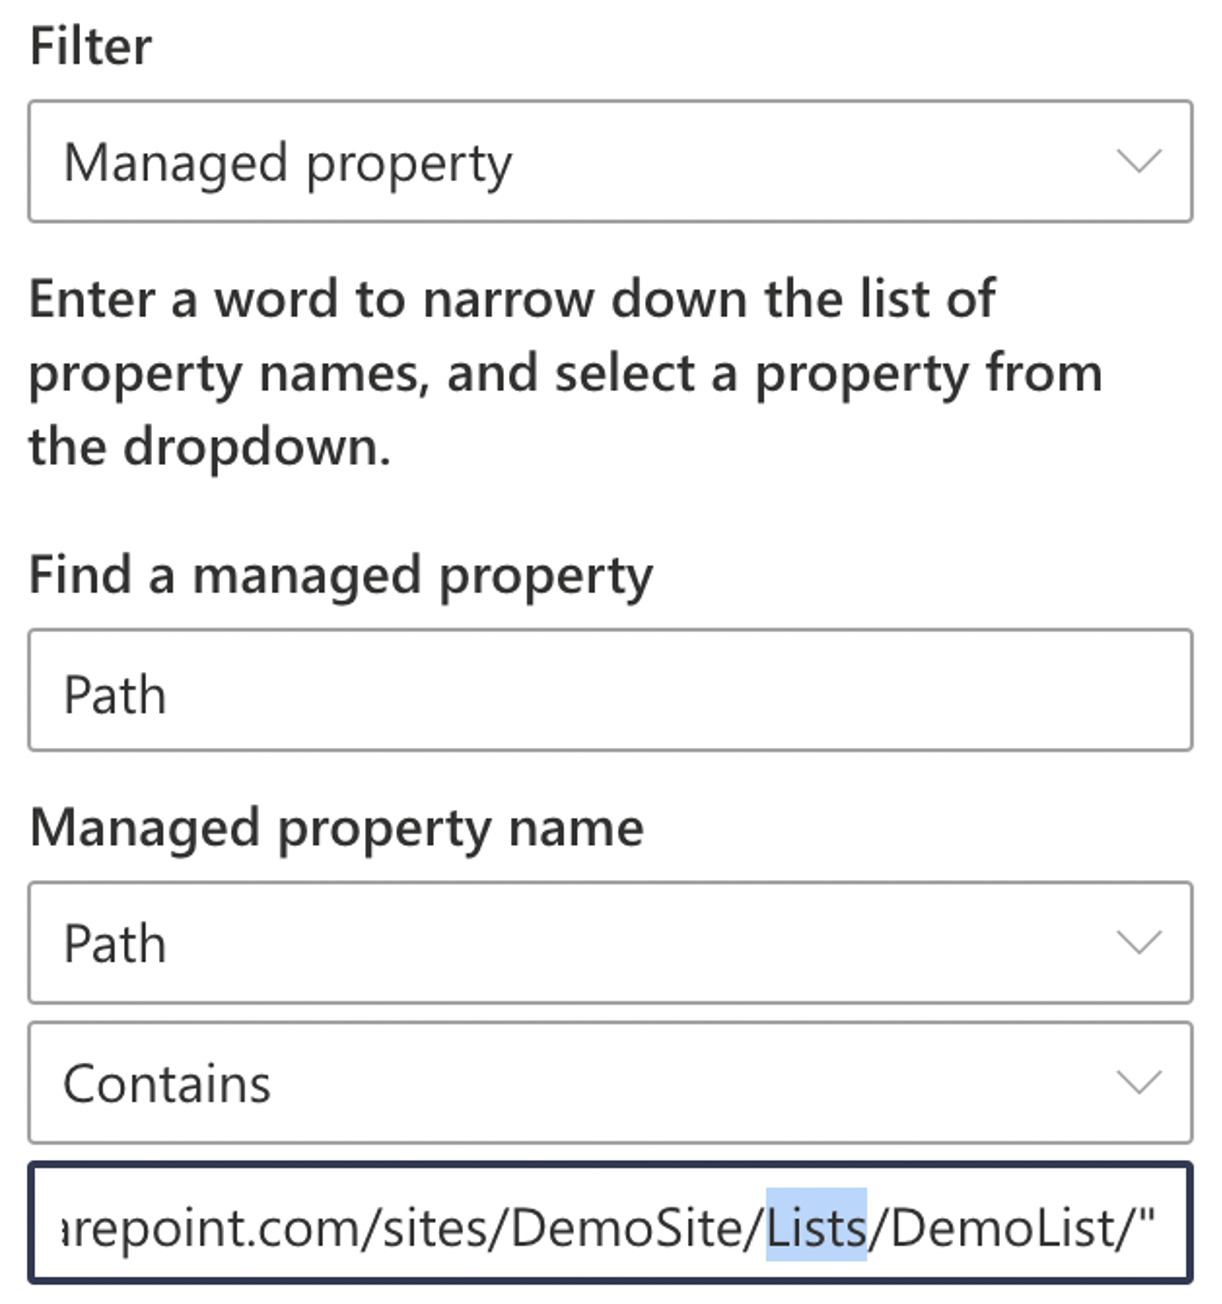 Filter
Managed property
Enter a word to narrow down the list of
property names, and select a property from
the dropdown.
Find a managed property
Path
Managed property name
Path
Contains
arepoint.com/sites/DemoSite/Lists/DemoList/"